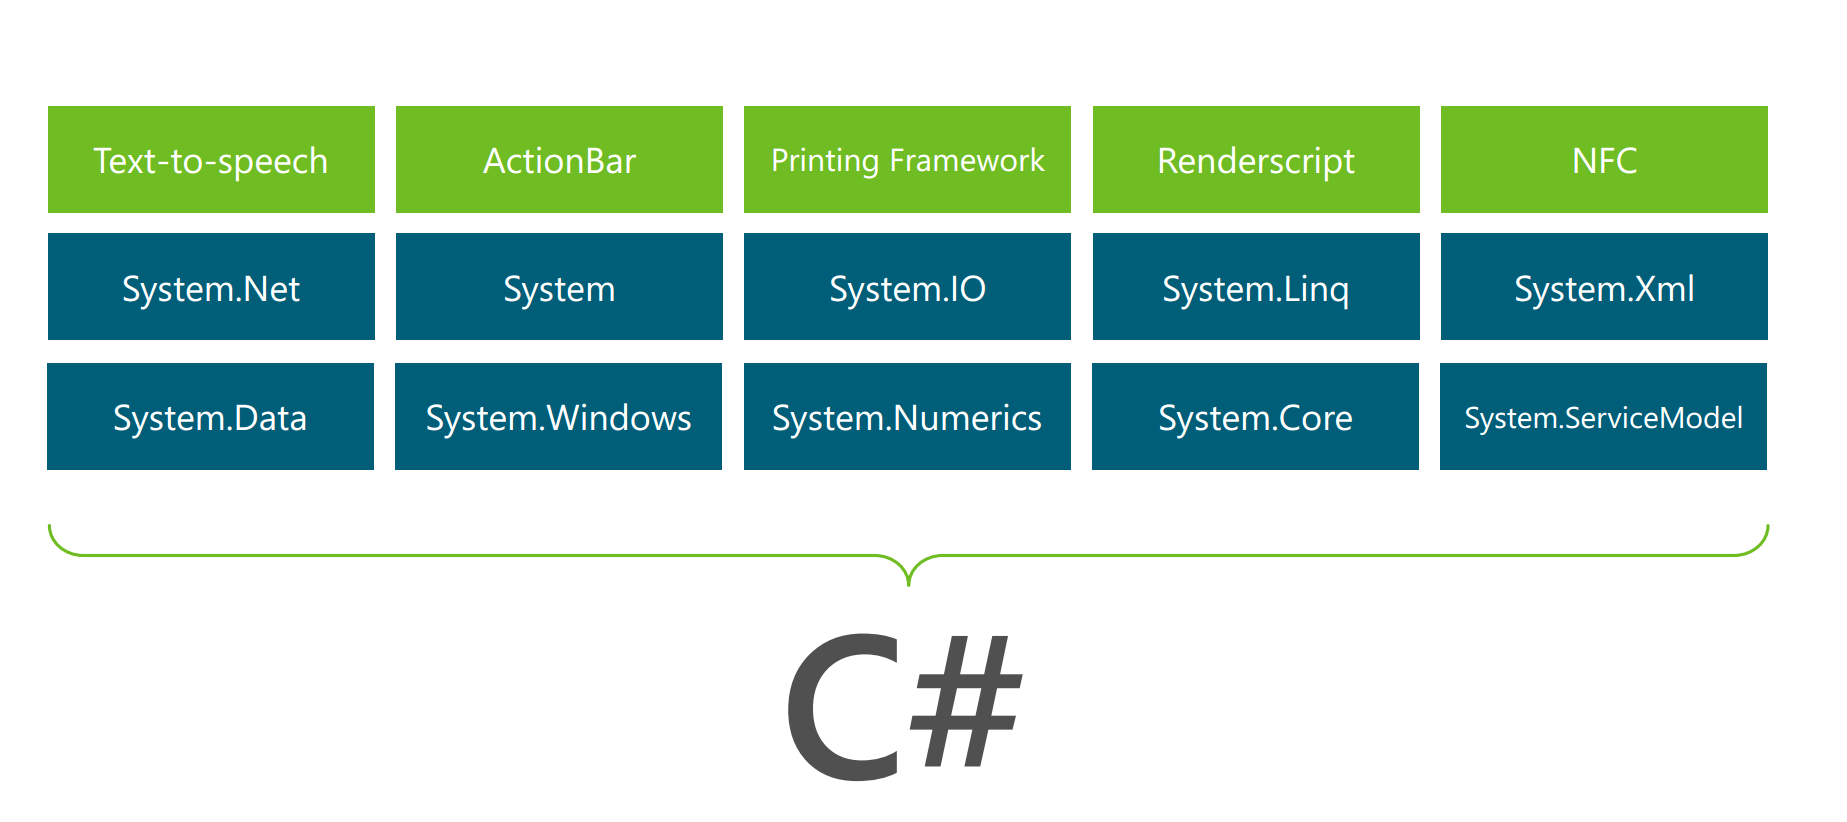 Text-to-speech
ActionBar
Printing Framework
Renderscript
NFC
System.Net
System
System.IO
System.Linq
System.Xml
System.Data
System.Windows
System.Numerics
System.Core
System.ServiceModel
C#